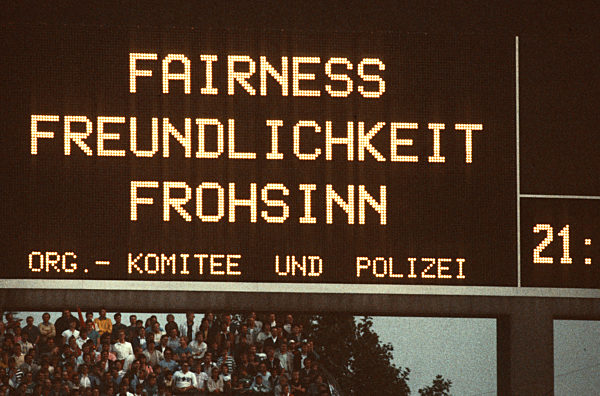 FAIRNESS
FREUNDLICHKEIT
FROHSINN
ORG.- KOMITEE UND POLIZEI
21: